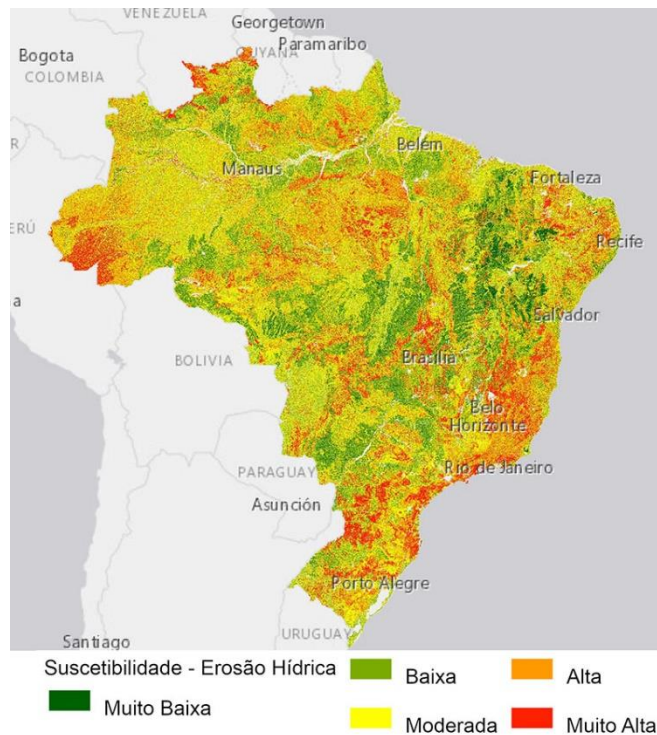 VENEZUELA
Georgetown
Paramaribo
GUYANA
Bogota
COLOMBIA
Manaus
Belém
Fortaleza
Recife
ERÚ
Salvador
BOLIVIA
Brasília
Belo
Horizonte
PARAGUAY
Rio de Janeiro
Asunción
Porto Alegre
URUGUAY
Santiago
Suscetibilidade - Erosão Hídrica
Muito Baixa
Baixa
Alta
Moderada
Muito Alta